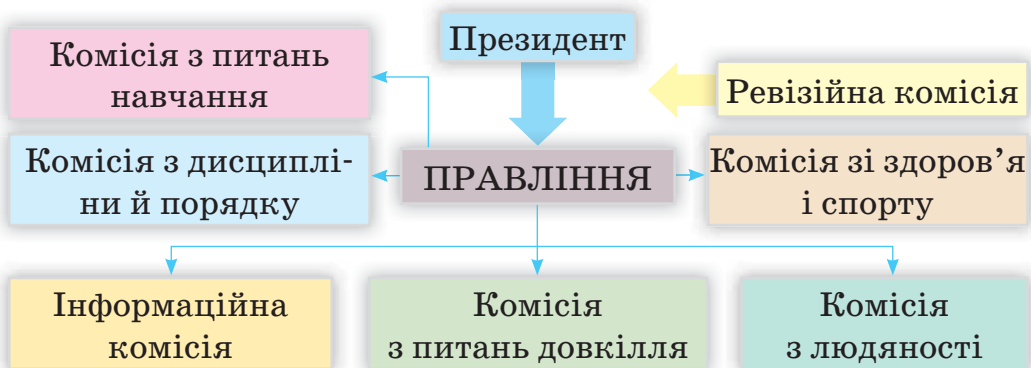 Президент
Комісія з питань
навчання
Ревізійна комісія
Комісія з дисциплі-
ни й порядку
ПРАВЛІННЯ
Комісія зі здоров’я
і спорту
Інформаційна
комісія
Комісія
з питань довкілля
Комісія
з людяності